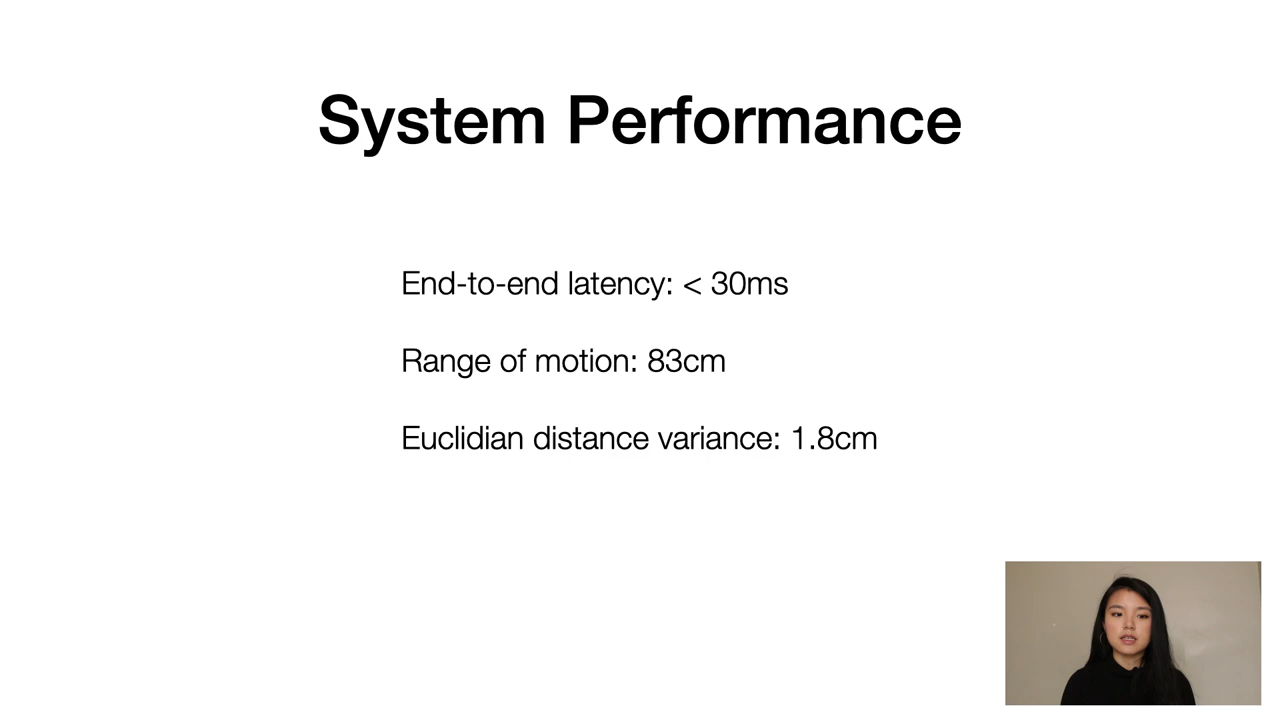 System Performance
End-to-end latency: < 30ms
Range of motion: 83cm
Euclidian distance variance: 1.8cm